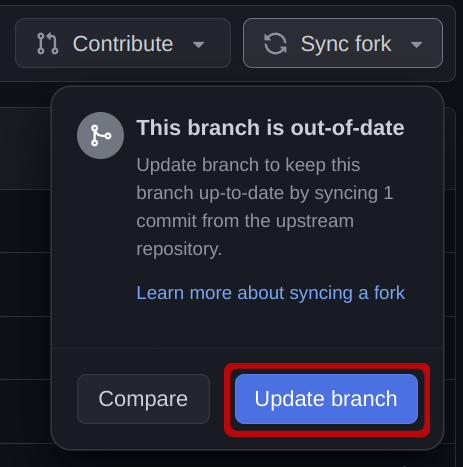 Contribute
Sync fork
This branch is out-of-date
Update branch to keep this
branch up-to-date by syncing 1
commit from the upstream
repository.
Learn more about syncing a fork
Compare
Update branch